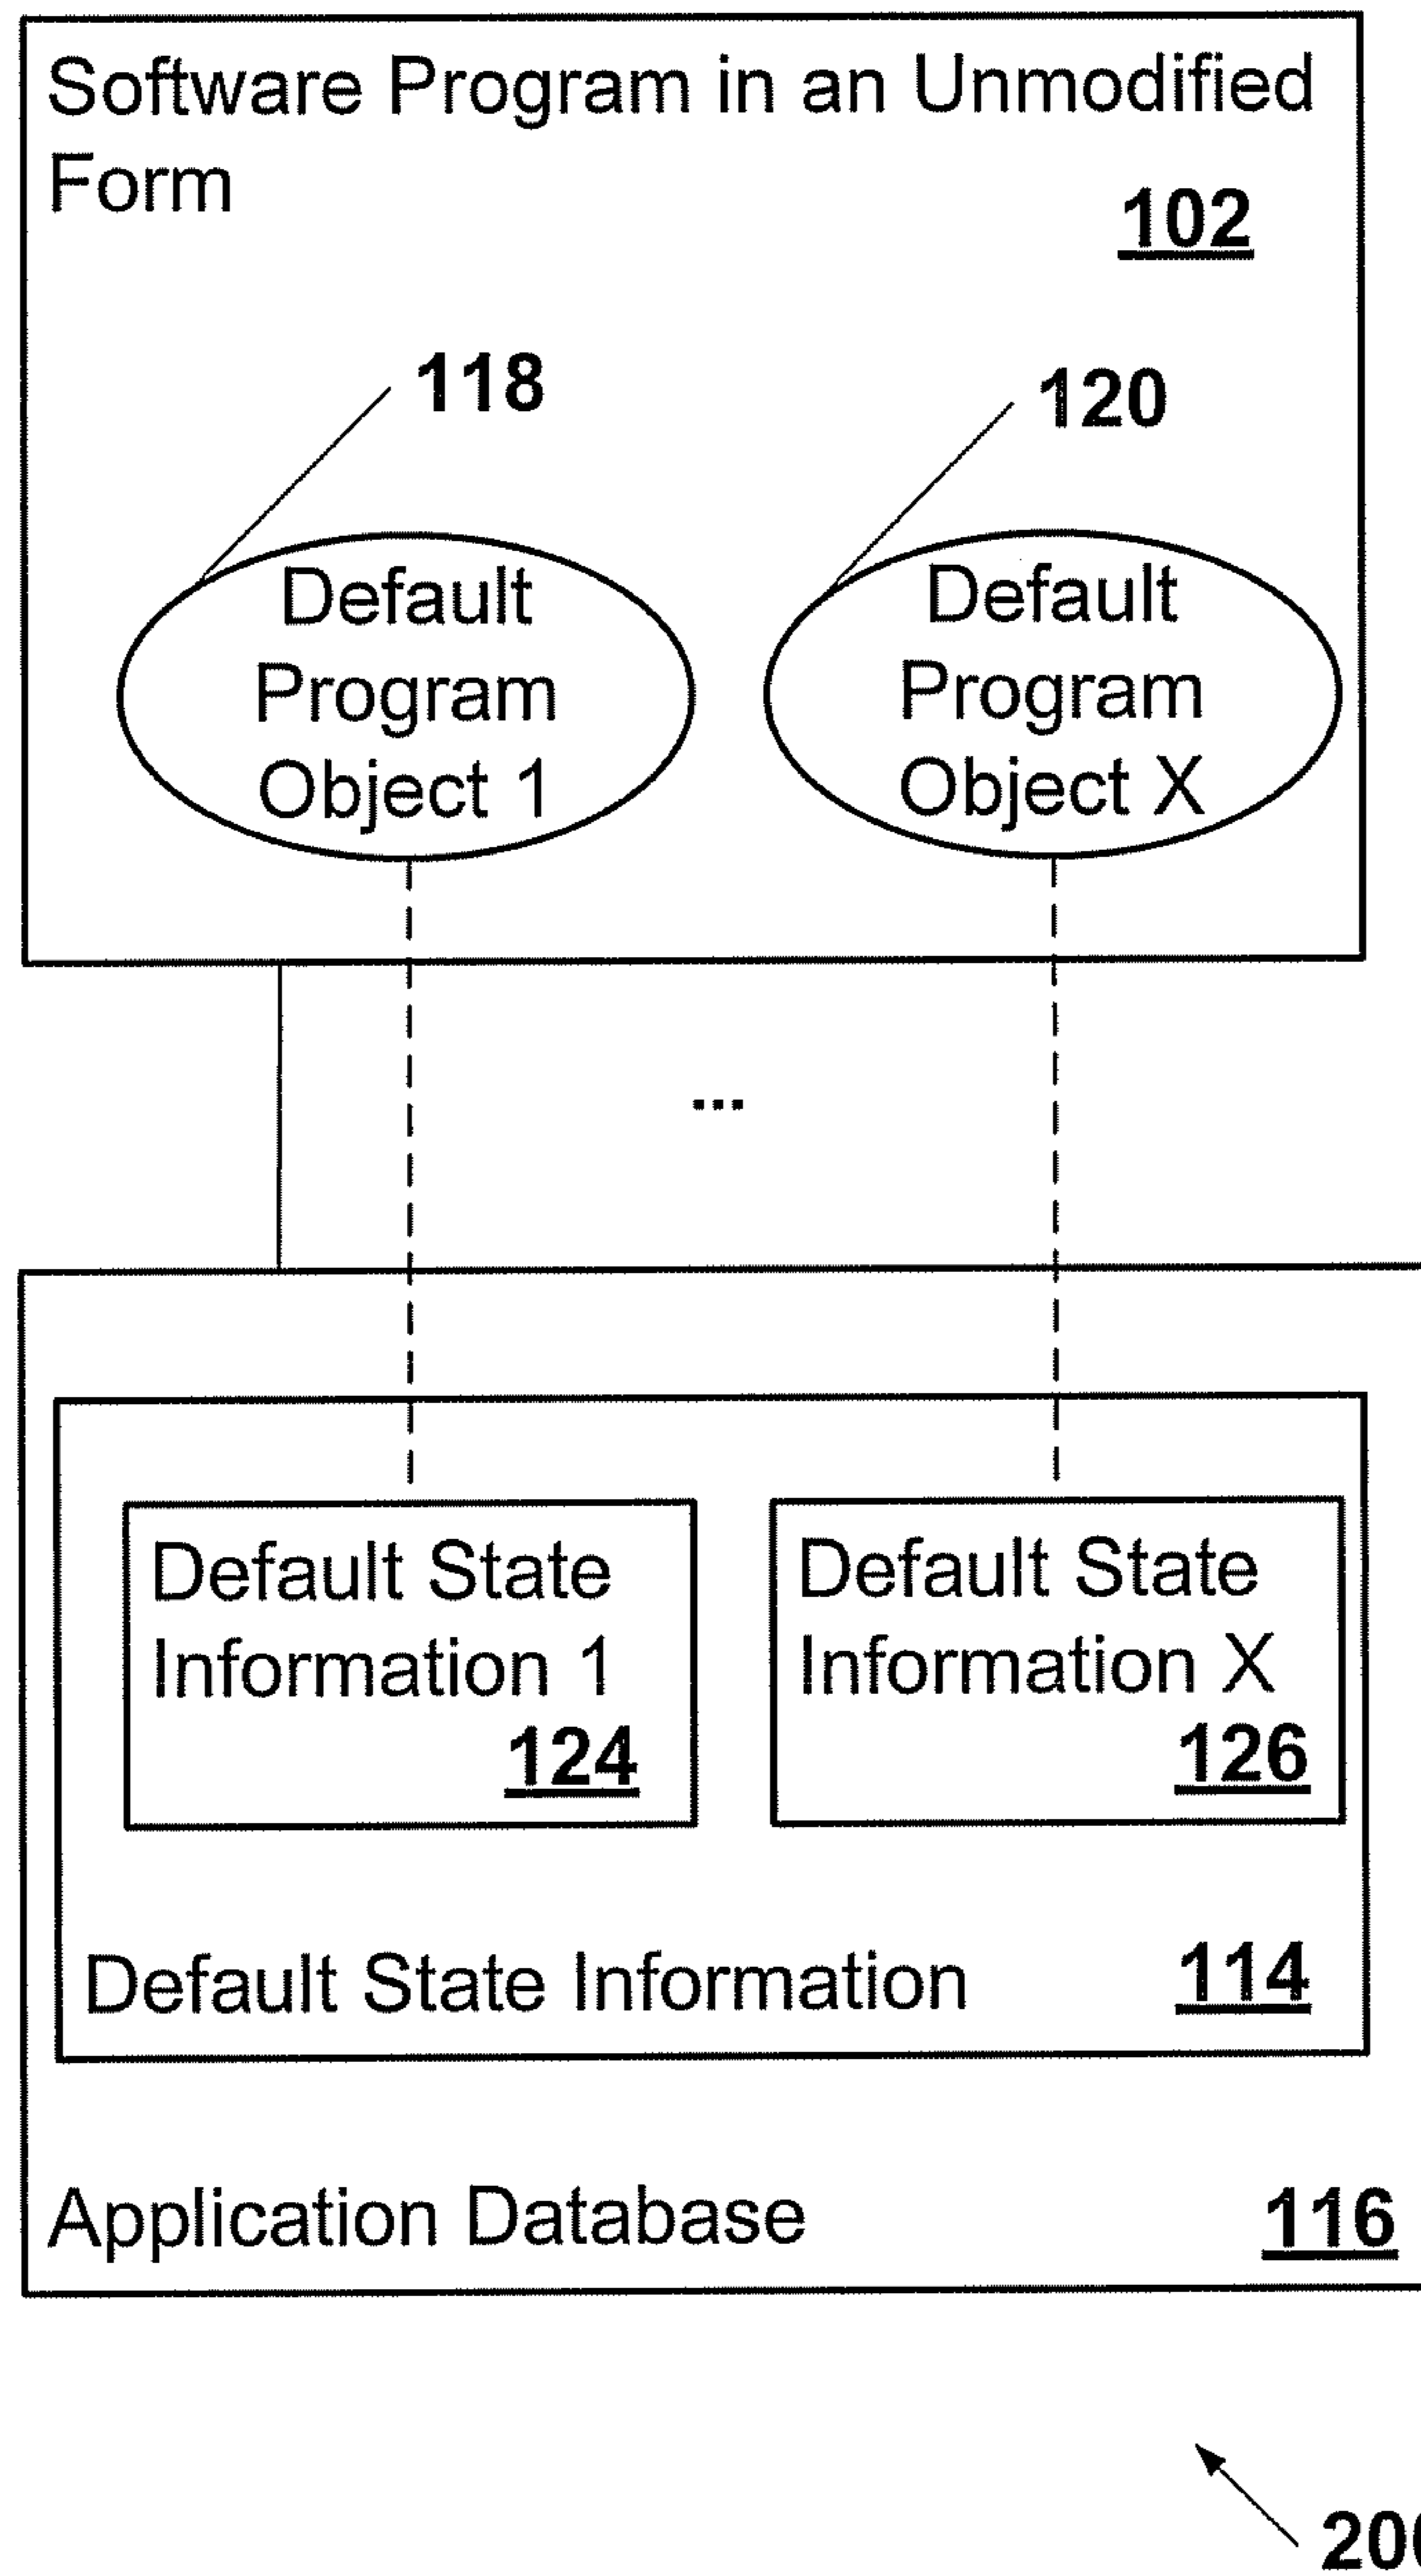 Software Program in an Unmodified
Form
102
118
120
Default
Program
Object 1
Default
Program
Object X
...
Default State
Information 1
124
Default State
Information X
126
Default State Information 114
Application Database 116